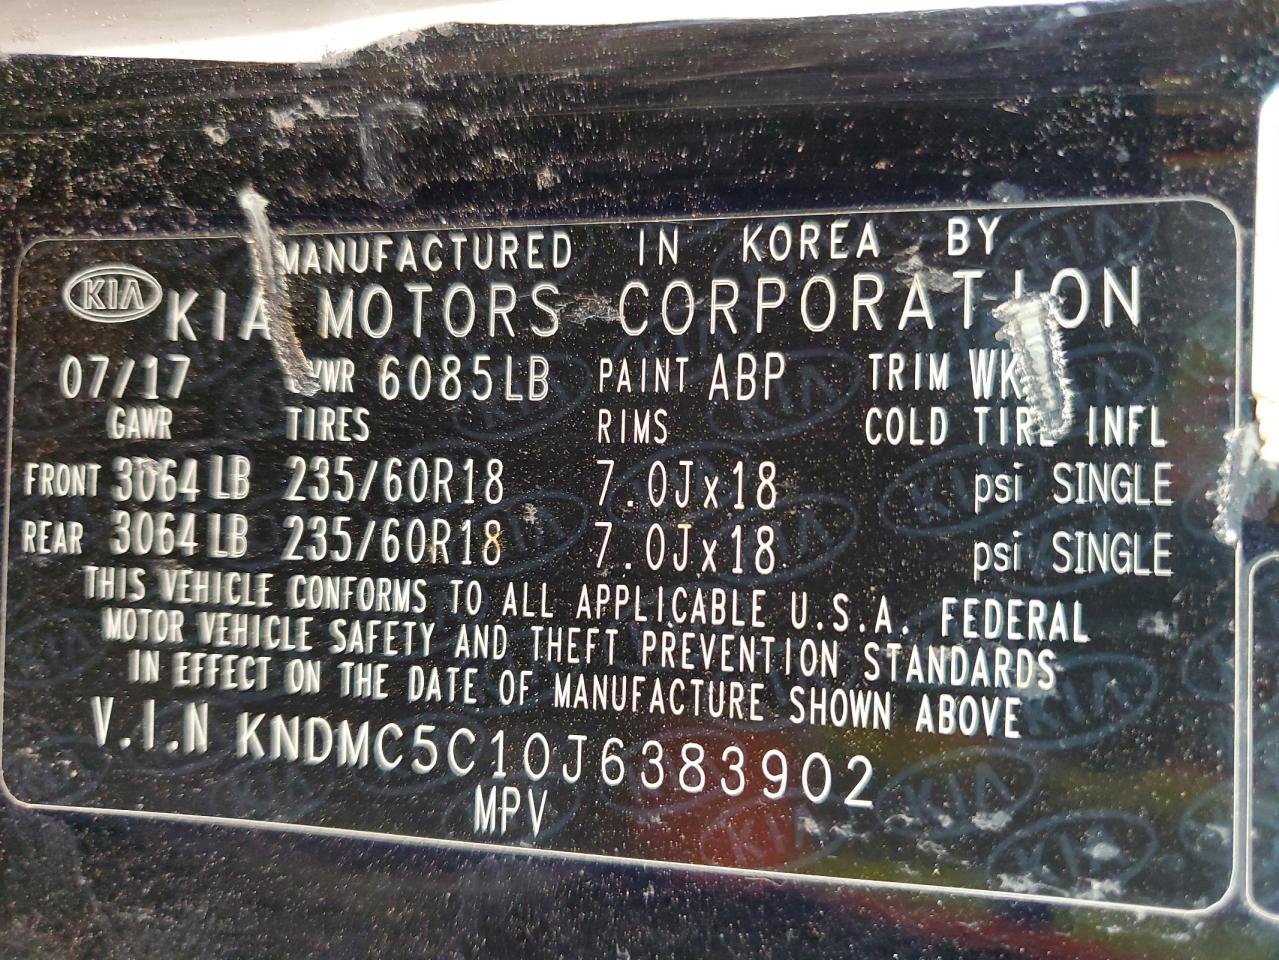 MANUFACTURED IN KOREA BY
KIA KIA MOTORS CORPORATION
07/17 GVWR 6085LB PAINT ABP TRIM WK
GAWR TIRES RIMS COLD TIRE INFL
FRONT 3064 LB 235/60R18 7.0Jx18 psi SINGLE
REAR 3064 LB 235/60R18 7.0Jx18 psi SINGLE
THIS VEHICLE CONFORMS TO ALL APPLICABLE U.S.A. FEDERAL
MOTOR VEHICLE SAFETY AND THEFT PREVENTION STANDARDS
IN EFFECT ON THE DATE OF MANUFACTURE SHOWN ABOVE
V.I.N KNDMC5C10J6383902
MPV